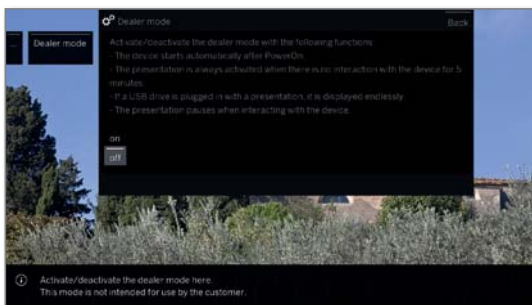 Dealer mode
Back
... Dealer mode
Activate/deactivate the dealer mode with the following functions
- The device starts automatically after PowerOn.
- The presentation is always activated when there is no interaction with the device for 5
minutes.
- If a USB drive is plugged in with a presentation, it is displayed endlessly
- The presentation pauses when interacting with the device.
on
off
Activate/deactivate the dealer mode here.
This mode is not intended for use by the customer.